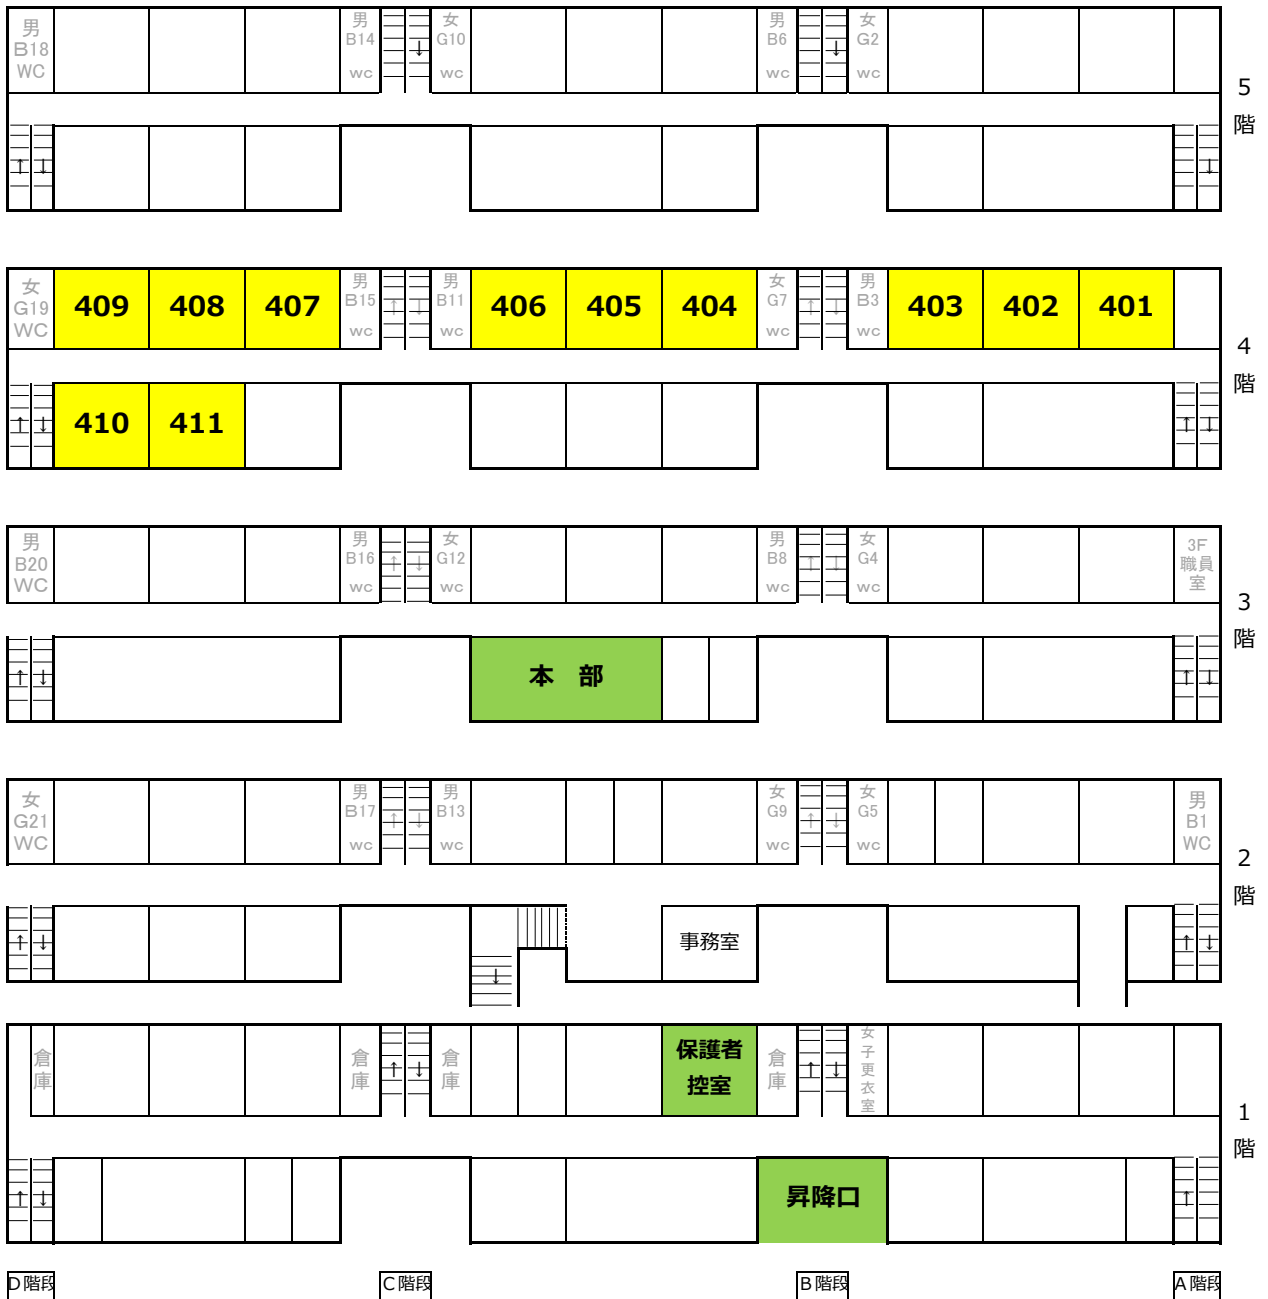 男
B18
WC
男
B14
wc
↓
女
G10
wc
男
B6
wc
↓
女
G2
wc
5
階
↑ ↓
↓
女
G19
WC
409
408
407
男
B15
wc
↑ ↓
男
B11
wc
406
405
404
女
G7
wc
↑ ↓
男
B3
wc
403
402
401
4
階
↑ ↓
410
411
↑ ↓
男
B20
WC
男
B16
wc
↑ ↓
女
G12
wc
男
B8
wc
↑ ↓
女
G4
wc
3F
職員
室
3
階
↑ ↓
本 部
↑ ↓
女
G21
WC
男
B17
wc
↑ ↓
男
B13
wc
女
G9
wc
↑ ↓
女
G5
wc
男
B1
WC
2
階
↑ ↓
↓
事務室
↑ ↓
倉
庫
倉
庫
↑ ↓
倉
庫
保護者
控室
倉
庫
↑ ↓
女
子
更
衣
室
1
階
↑ ↓
昇降口
↑
D階段
C階段
B階段
A階段